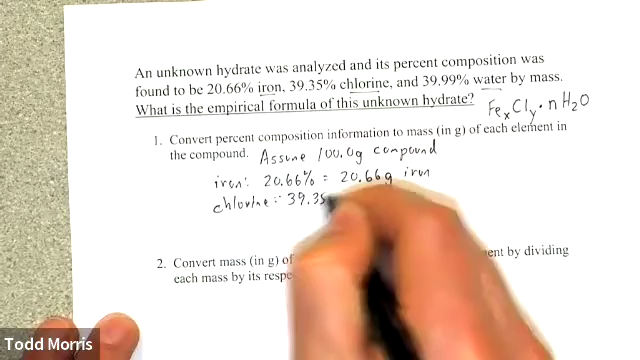 An unknown hydrate was analyzed and its percent composition was
found to be 20.66% iron, 39.35% chlorine, and 39.99% water by mass.
What is the empirical formula of this unknown hydrate? FexCly · n H2O
1. Convert percent composition information to mass (in g) of each element in
the compound. Assume 100.0g compound
iron: 20.66% = 20.66g iron
chlorine: 39.35
2. Convert mass (in g) of ent by dividing
each mass by its respe
Todd Morris